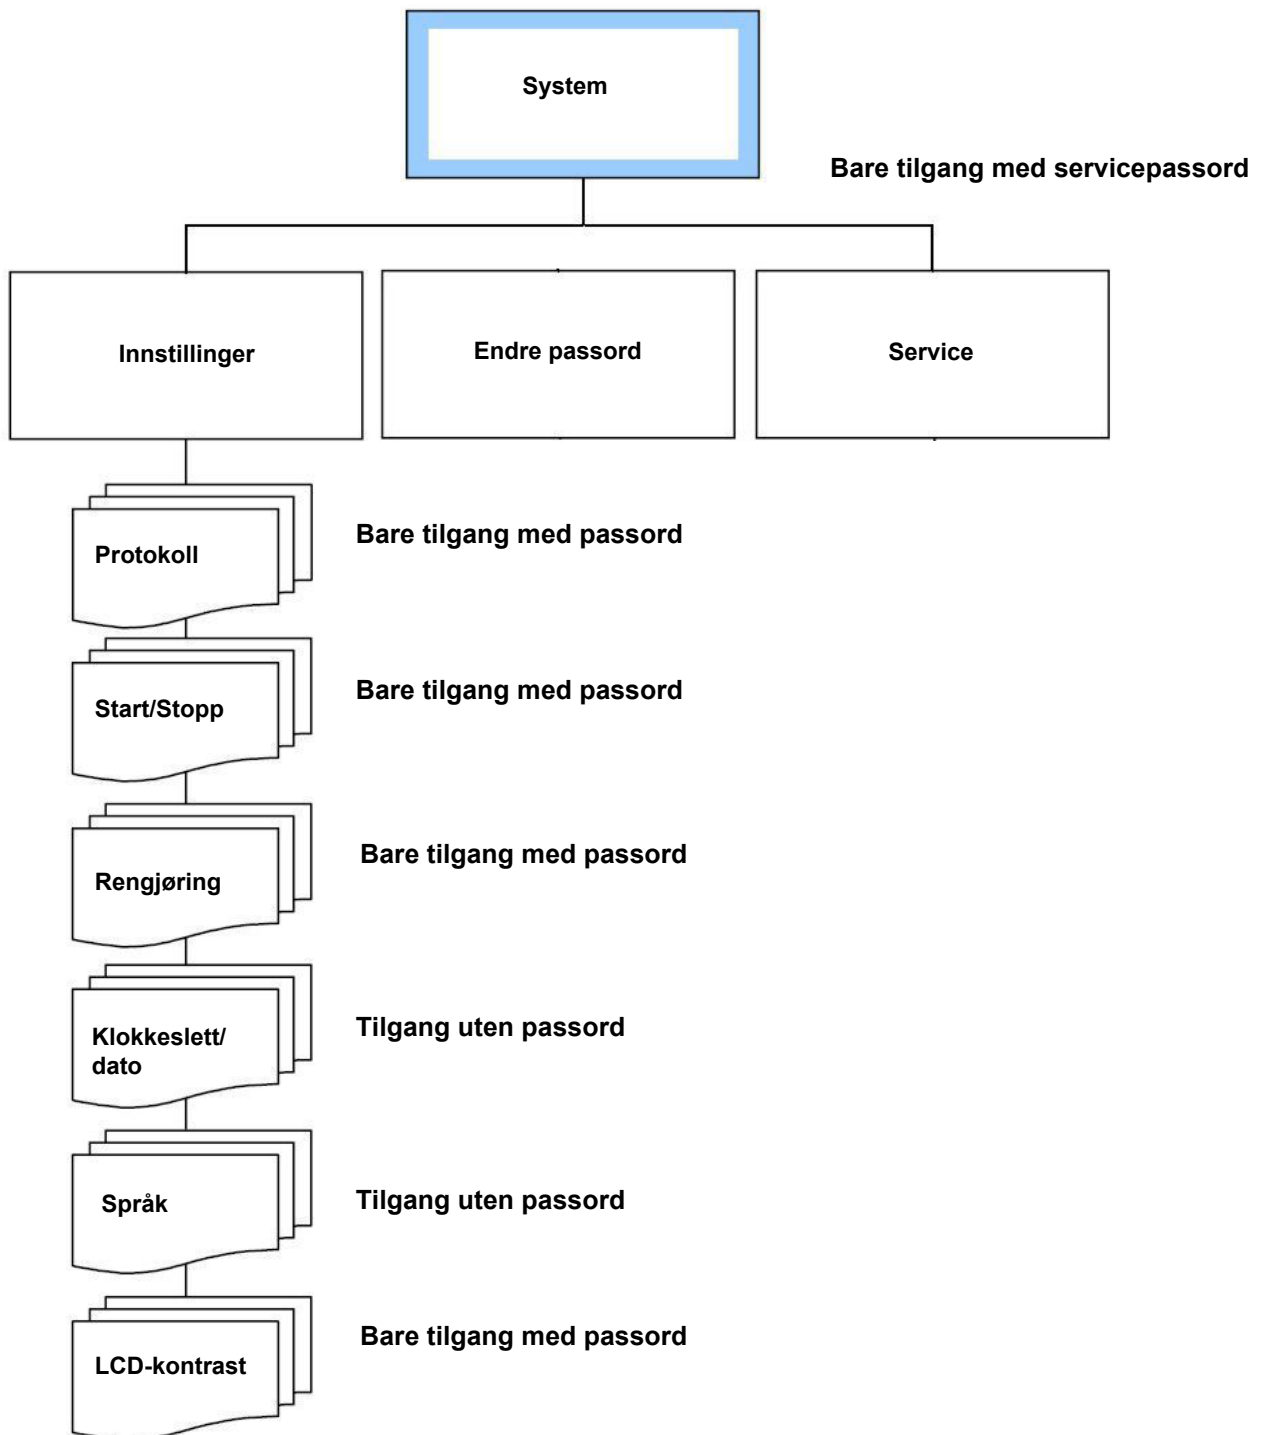 System
Bare tilgang med servicepassord
Innstillinger
Endre passord
Service
Protokoll
Bare tilgang med passord
Start/Stopp
Bare tilgang med passord
Rengjøring
Bare tilgang med passord
Klokkeslett/
dato
Tilgang uten passord
Språk
Tilgang uten passord
LCD-kontrast
Bare tilgang med passord